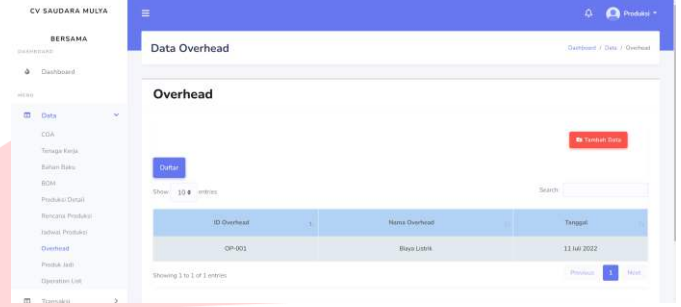 CV SAUDARA MULYA
BERSAMA
DASHBOARD
Dashboard
MENU
Data
COA
Tenaga Kerja
Bahan Baku
BOM
Produksi Detail
Rencana Produksi
Jadwal Produksi
Overhead
Produk Jadi
Operation List
Transaksi
Produksi
Data Overhead
Dashboard / Data / Overhead
Overhead
Tambah Data
Daftar
Show 10 entries
Search:
ID Overhead Nama Overhead Tanggal
OP-001 Biaya Listrik 11 Juli 2022
Showing 1 to 1 of 1 entries
Previous 1 Next